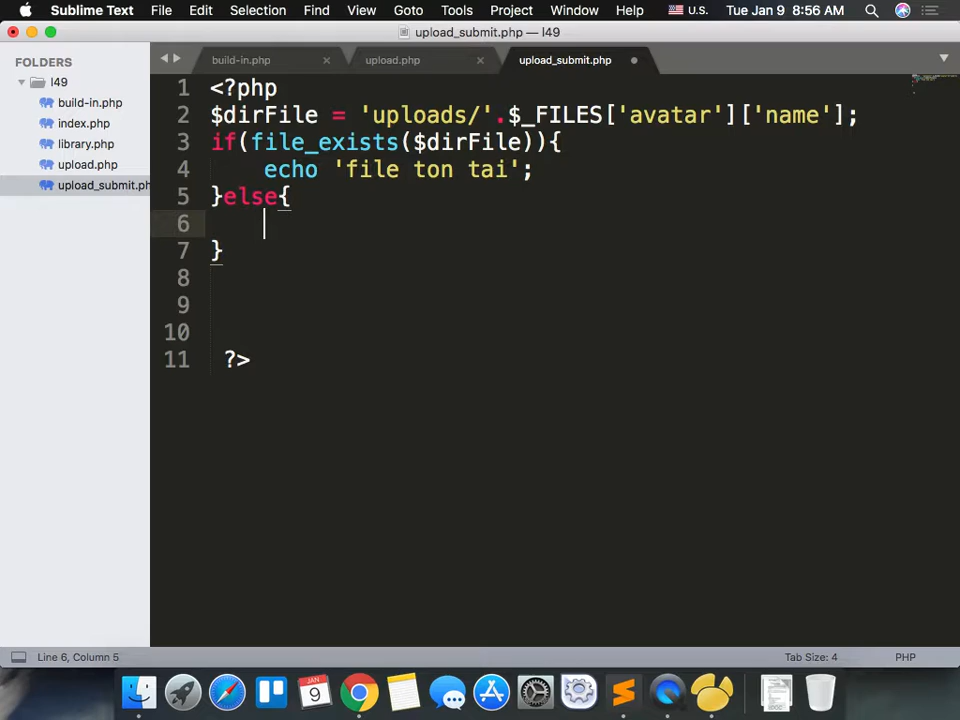 Sublime Text File Edit Selection Find View Goto Tools Project Window Help U.S. Tue Jan 9 8:56 AM
upload_submit.php — l49
FOLDERS
l49
build-in.php
index.php
library.php
upload.php
upload_submit.ph
build-in.php upload.php upload_submit.php
1 <?php
2 $dirFile = 'uploads/'.$_FILES['avatar']['name'];
3 if(file_exists($dirFile)){
4 echo 'file ton tai';
5 }else{
6
7 }
8
9
10
11 ?>
Line 6, Column 5 Tab Size: 4 PHP
JAN
9